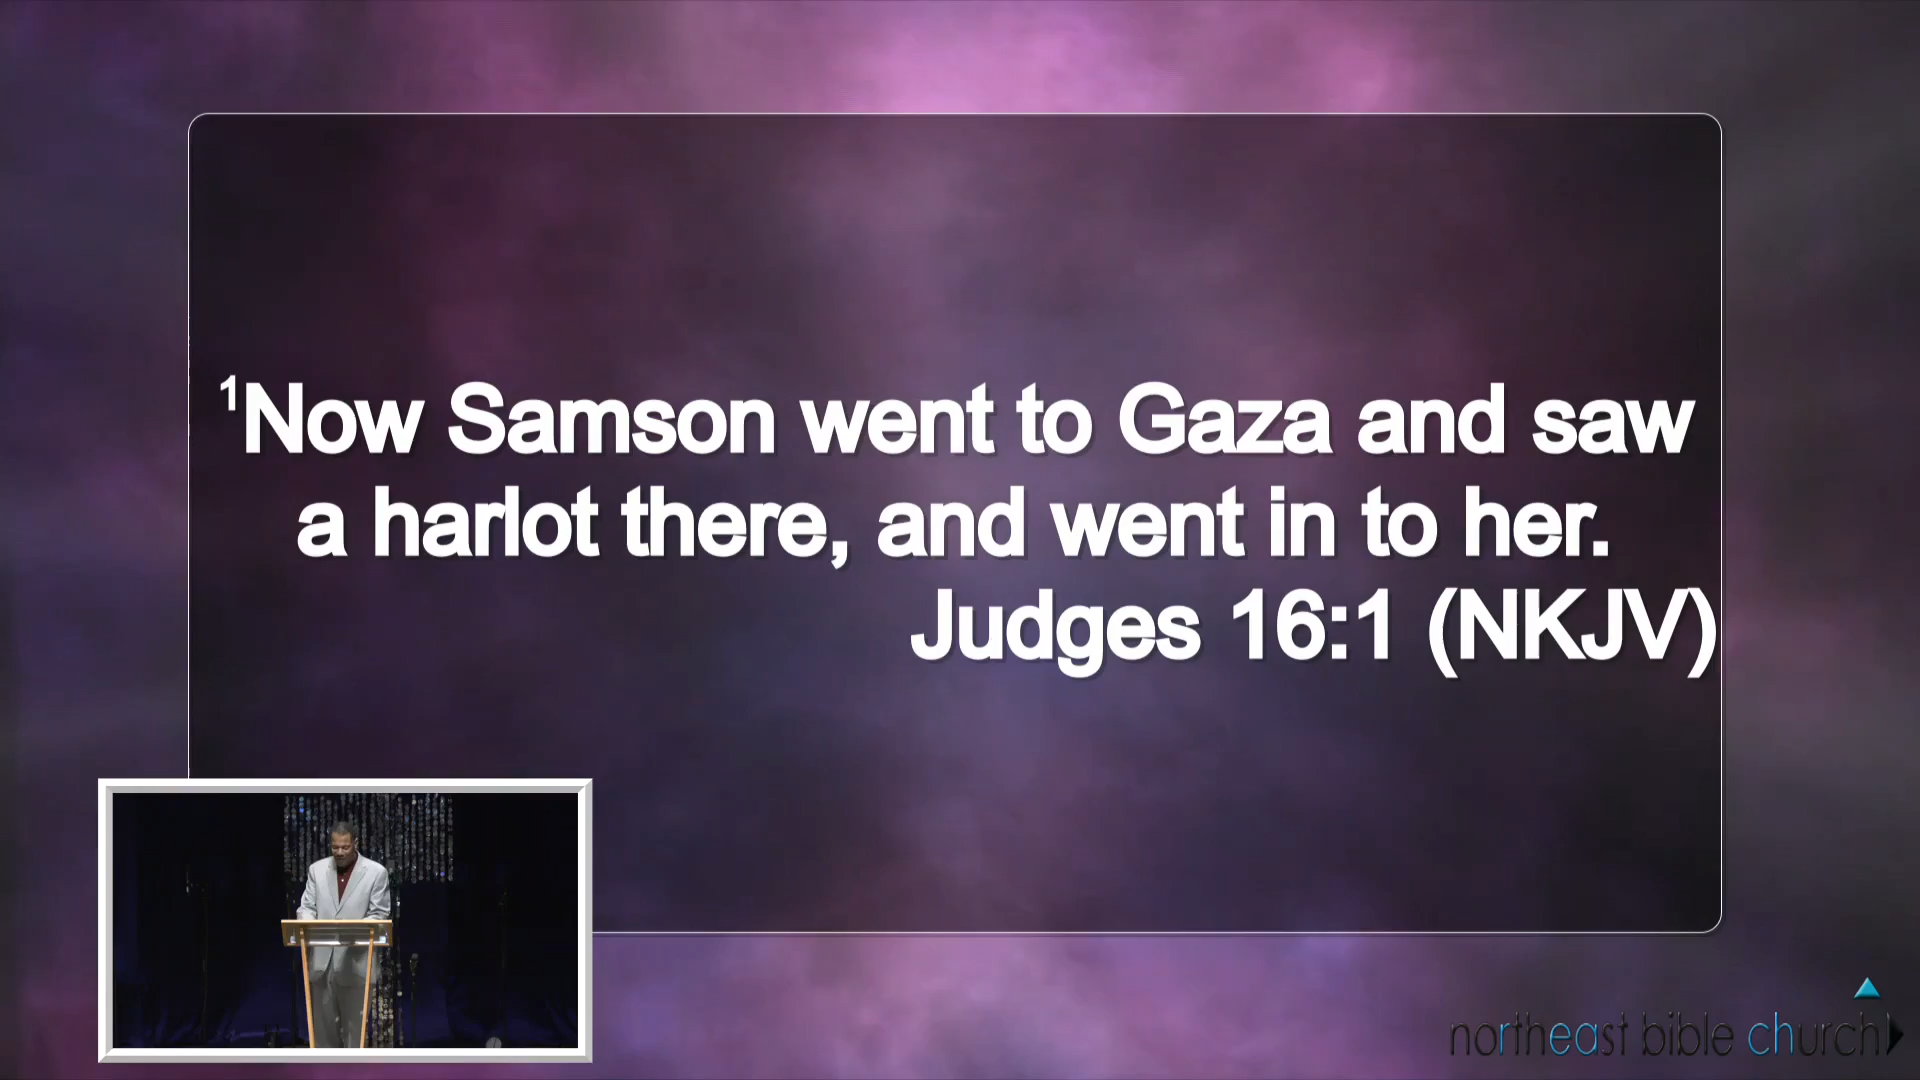 ¹Now Samson went to Gaza and saw
a harlot there, and went in to her.
Judges 16:1 (NKJV)
northeast bible church